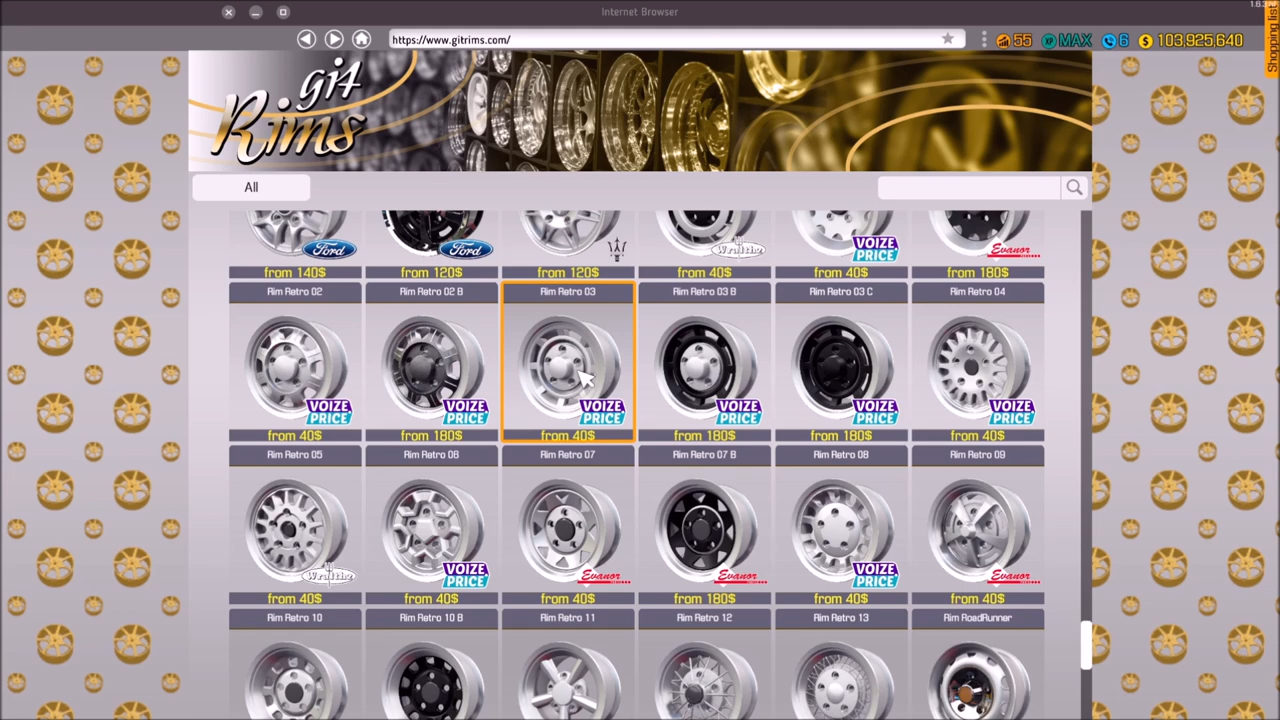 Internet Browser
1.6.3
Shopping list
https://www.gitrims.com/
55
XP MAX
6
$ 103,925,640
git
Rims
All
Ford Ford Wraithe VOIZE PRICE Evanor
from 140$ from 120$ from 120$ from 40$ from 40$ from 180$
Rim Retro 02 Rim Retro 02 B Rim Retro 03 Rim Retro 03 B Rim Retro 03 C Rim Retro 04
VOIZE PRICE VOIZE PRICE VOIZE PRICE VOIZE PRICE VOIZE PRICE VOIZE PRICE
from 40$ from 180$ from 40$ from 180$ from 180$ from 40$
Rim Retro 05 Rim Retro 06 Rim Retro 07 Rim Retro 07 B Rim Retro 08 Rim Retro 09
Wraithe VOIZE PRICE Evanor Evanor VOIZE PRICE Evanor
from 40$ from 40$ from 40$ from 180$ from 40$ from 40$
Rim Retro 10 Rim Retro 10 B Rim Retro 11 Rim Retro 12 Rim Retro 13 Rim RoadRunner